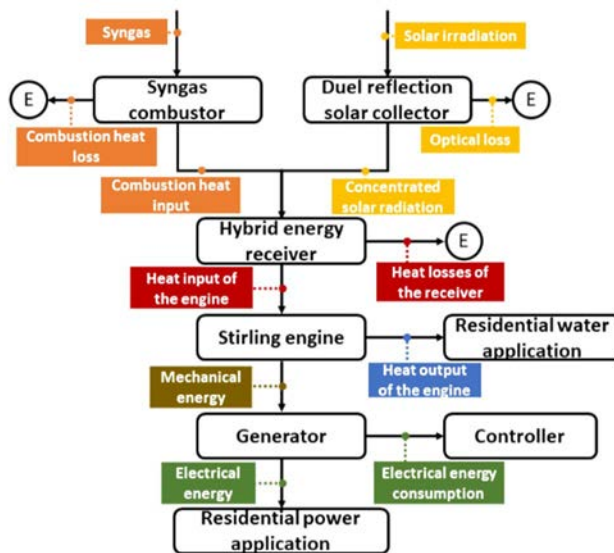 Syngas
Solar irradiation
E
Syngas
combustor
Duel reflection
solar collector
E
Combustion heat
loss
Optical loss
Combustion heat
input
Concentrated
solar radiation
Hybrid energy
receiver
E
Heat input of
the engine
Heat losses of
the receiver
Stirling engine
Residential water
application
Mechanical
energy
Heat output
of the engine
Generator
Controller
Electrical
energy
Electrical energy
consumption
Residential power
application